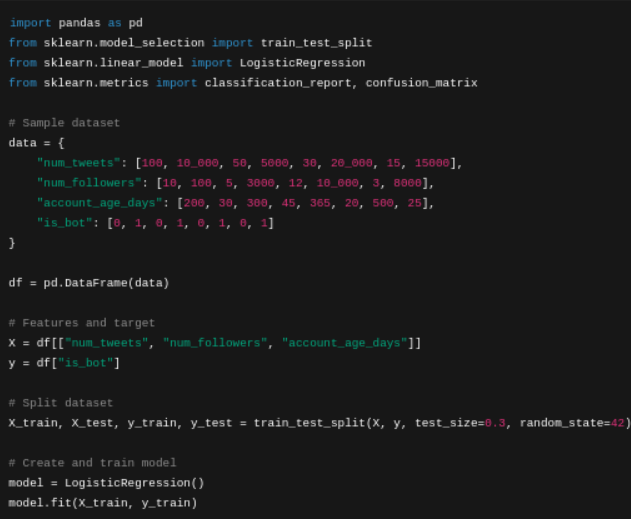 import pandas as pd
from sklearn.model_selection import train_test_split
from sklearn.linear_model import LogisticRegression
from sklearn.metrics import classification_report, confusion_matrix

# Sample dataset
data = {
    "num_tweets": [100, 10_000, 50, 5000, 30, 20_000, 15, 15000],
    "num_followers": [10, 100, 5, 3000, 12, 10_000, 3, 8000],
    "account_age_days": [200, 30, 300, 45, 365, 20, 500, 25],
    "is_bot": [0, 1, 0, 1, 0, 1, 0, 1]
}

df = pd.DataFrame(data)

# Features and target
X = df[["num_tweets", "num_followers", "account_age_days"]]
y = df["is_bot"]

# Split dataset
X_train, X_test, y_train, y_test = train_test_split(X, y, test_size=0.3, random_state=42)

# Create and train model
model = LogisticRegression()
model.fit(X_train, y_train)